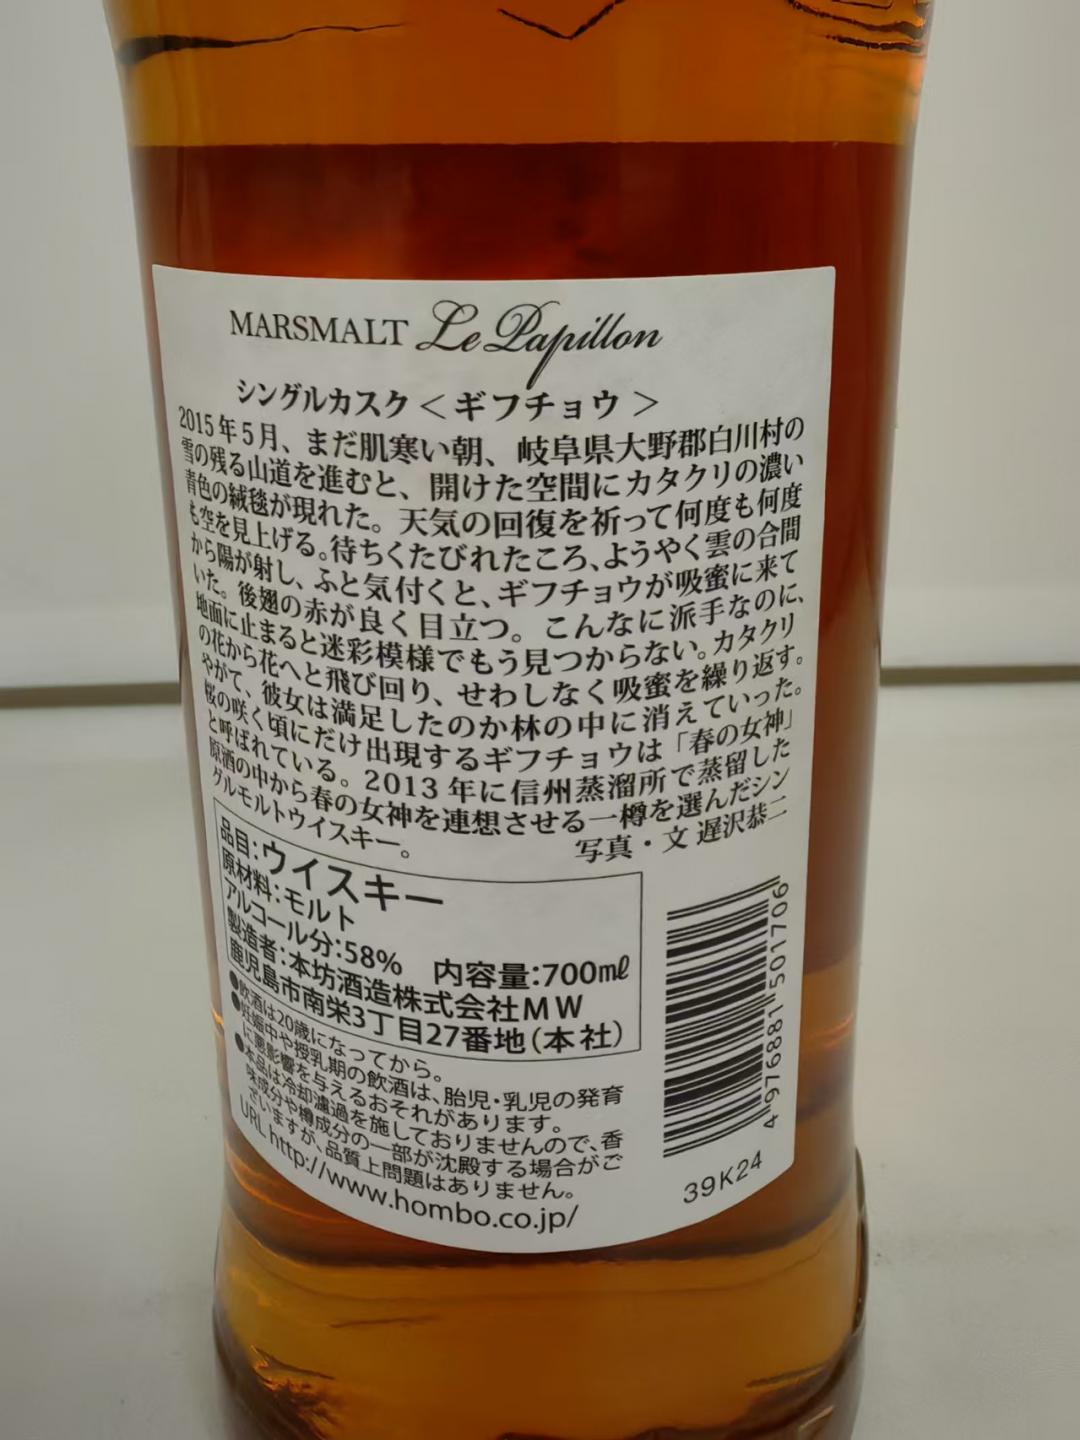 MARSMALT Le Papillon
シングルカスク＜ギフチョウ＞
2015年5月、まだ肌寒い朝、岐阜県大野郡白川村の
雪の残る山道を進むと、開けた空間にカタクリの濃い
青色の絨毯が現れた。天気の回復を祈って何度も何度
も空を見上げる。待ちくたびれたころ、ようやく雲の合間
から陽が射し、ふと気付くと、ギフチョウが吸蜜に来て
いた。後翅の赤が良く目立つ。こんなに派手なのに、
地面に止まると迷彩模様でもう見つからない。カタクリ
の花から花へと飛び回り、せわしなく吸蜜を繰り返す。
やがて、彼女は満足したのか林の中に消えていった。
桜の咲く頃にだけ出現するギフチョウは「春の女神」
と呼ばれている。2013年に信州蒸溜所で蒸留した
原酒の中から春の女神を連想させる一樽を選んだシン
グルモルトウイスキー。
写真・文 遅沢恭二
品目：ウイスキー
原材料：モルト
アルコール分：58% 内容量：700㎖
製造者：本坊酒造株式会社MW
鹿児島市南栄3丁目27番地（本社）
●飲酒は20歳になってから。
●妊娠中や授乳期の飲酒は、胎児・乳児の発育
に悪影響を与えるおそれがあります。
●本品は冷却濾過を施しておりませんので、香
味成分や樽成分の一部が沈殿する場合がご
ざいますが、品質上問題はありません。
URL http://www.hombo.co.jp/
4 976881 501706
39K24